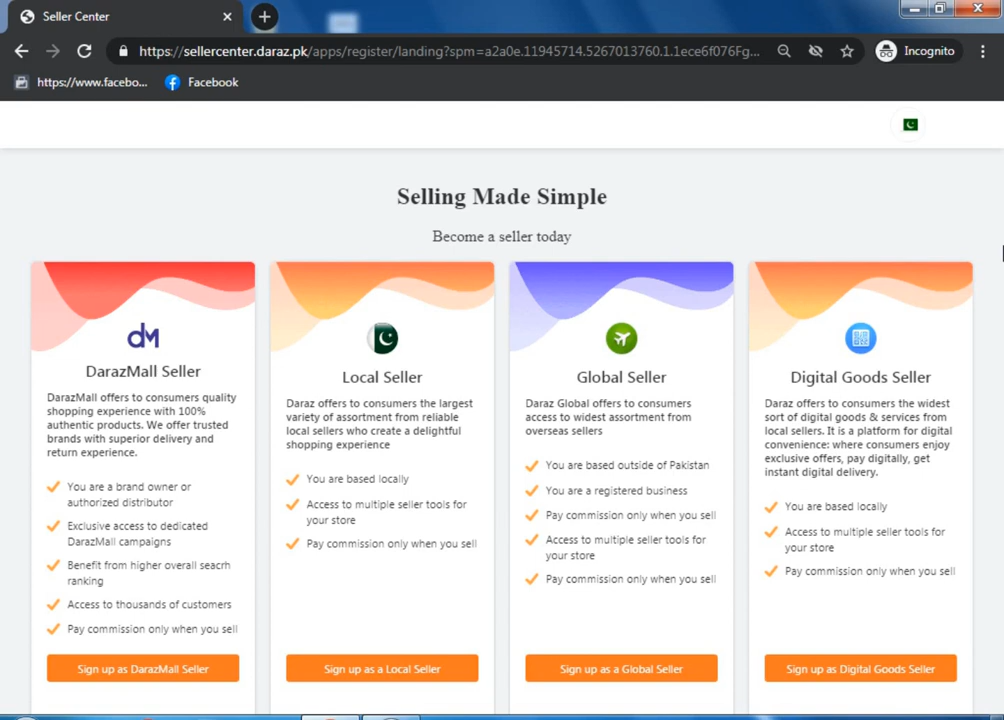 Seller Center
https://sellercenter.daraz.pk/apps/register/landing?spm=a2a0e.11945714.5267013760.1.1ece6f076Fg...
Incognito
https://www.facebo...
Facebook
Selling Made Simple
Become a seller today
dM
DarazMall Seller
DarazMall offers to consumers quality
shopping experience with 100%
authentic products. We offer trusted
brands with superior delivery and
return experience.
You are a brand owner or
authorized distributor
Exclusive access to dedicated
DarazMall campaigns
Benefit from higher overall seacrh
ranking
Access to thousands of customers
Pay commission only when you sell
Sign up as DarazMall Seller
Local Seller
Daraz offers to consumers the largest
variety of assortment from reliable
local sellers who create a delightful
shopping experience
You are based locally
Access to multiple seller tools for
your store
Pay commission only when you sell
Sign up as a Local Seller
Global Seller
Daraz Global offers to consumers
access to widest assortment from
overseas sellers
You are based outside of Pakistan
You are a registered business
Pay commission only when you sell
Access to multiple seller tools for
your store
Pay commission only when you sell
Sign up as a Global Seller
Digital Goods Seller
Daraz offers to consumers the widest
sort of digital goods & services from
local sellers. It is a platform for digital
convenience: where consumers enjoy
exclusive offers, pay digitally, get
instant digital delivery.
You are based locally
Access to multiple seller tools for
your store
Pay commission only when you sell
Sign up as Digital Goods Seller